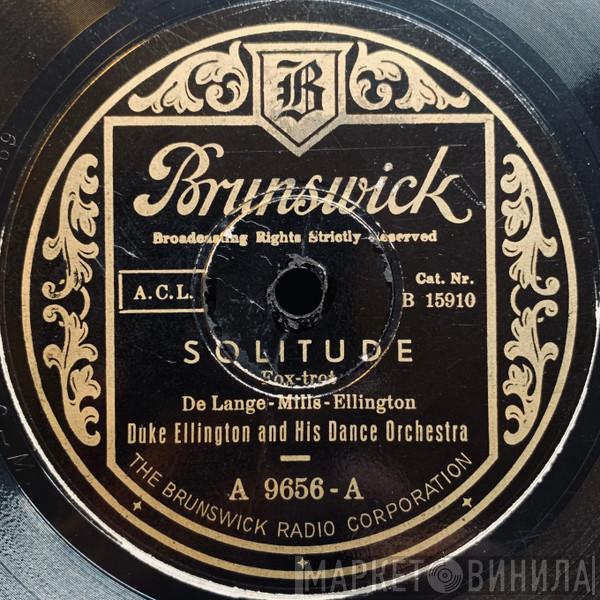 B
Brunswick
Broadcasting Rights Strictly Reserved
A.C.L.
Cat. Nr.
B 15910
SOLITUDE
Fox-trot
De Lange-Mills-Ellington
Duke Ellington and His Dance Orchestra
A 9656-A
THE BRUNSWICK RADIO CORPORATION
МАРКЕТ ВИНИЛА